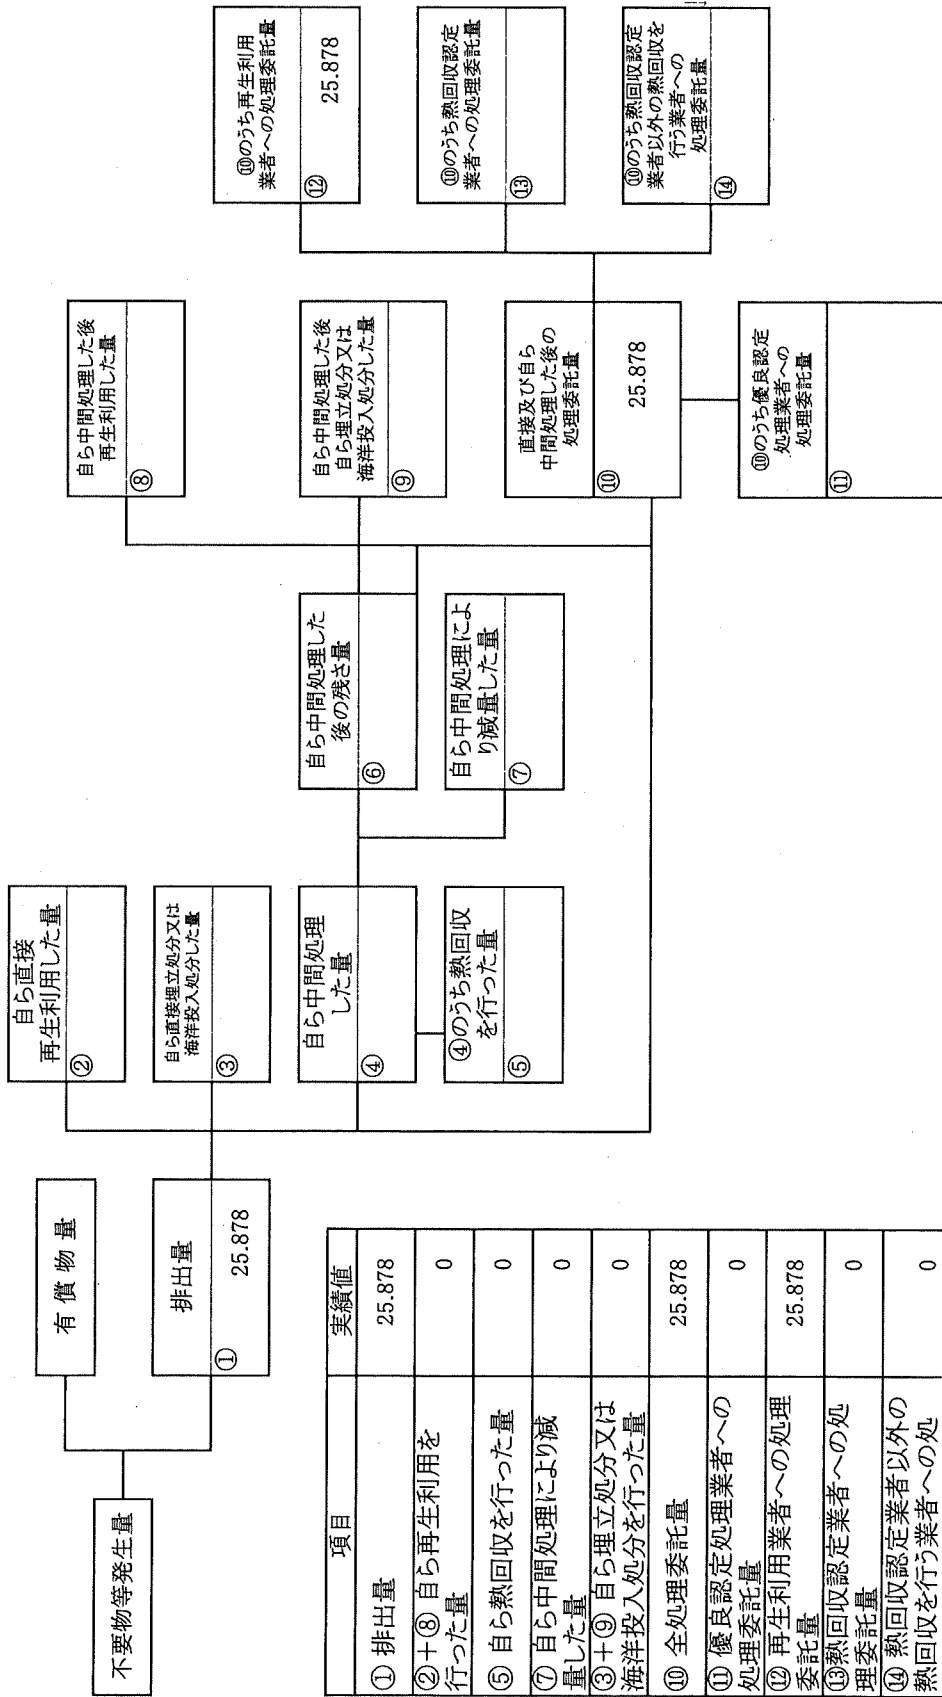 不要物等発生量
有償物量
排出量
①
25.878
自ら直接
再生利用した量
②
自ら直接埋立処分又は
海洋投入処分した量
③
自ら中間処理
した量
④
④のうち熱回収
を行った量
⑤
自ら中間処理した
後の残さ量
⑥
自ら中間処理によ
り減量した量
⑦
自ら中間処理した後
再生利用した量
⑧
自ら中間処理した後
自ら埋立処分又は
海洋投入処分した量
⑨
直接及び自ら
中間処理した後の
処理委託量
⑩
25.878
⑩のうち優良認定
処理業者への
処理委託量
⑪
⑩のうち再生利用
業者への処理委託量
⑫
25.878
⑩のうち熱回収認定
業者への処理委託量
⑬
⑩のうち熱回収認定
業者以外の熱回収を
行う業者への
処理委託量
⑭
項目 実績値
①排出量 25.878
②+⑧ 自ら再生利用を
行った量 0
⑤ 自ら熱回収を行った量 0
⑦ 自ら中間処理により減
量した量 0
③+⑨ 自ら埋立処分又は
海洋投入処分を行った量 0
⑩ 全処理委託量 25.878
⑪ 優良認定処理業者への
処理委託量 0
⑫ 再生利用業者への処理
委託量 25.878
⑬熱回収認定業者への処
理委託量 0
⑭ 熱回収認定業者以外の
熱回収を行う業者への処 0